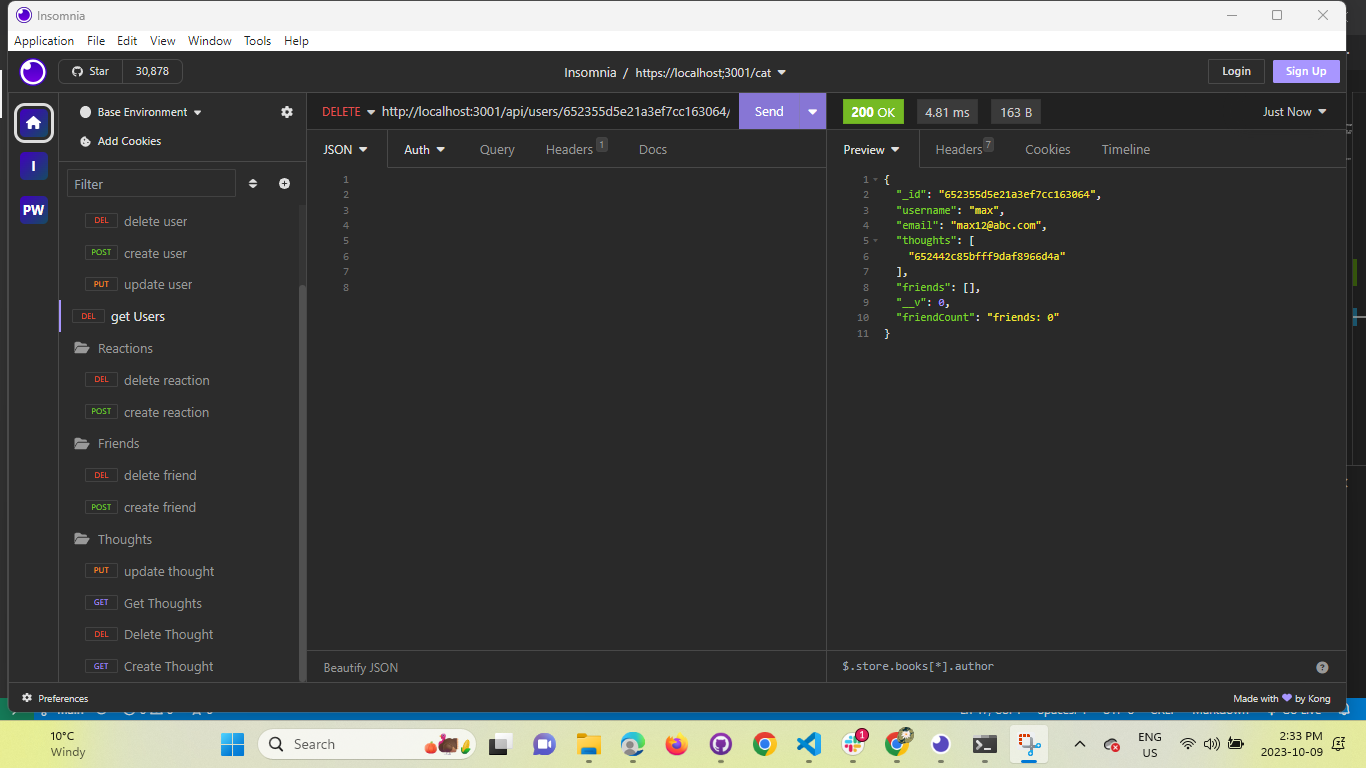 Insomnia
Application File Edit View Window Tools Help
Star 30,878
Insomnia / https://localhost;3001/cat
Login Sign Up
Base Environment
Add Cookies
I
PW
Filter
DEL delete user
POST create user
PUT update user
DEL get Users
Reactions
DEL delete reaction
POST create reaction
Friends
DEL delete friend
POST create friend
Thoughts
PUT update thought
GET Get Thoughts
DEL Delete Thought
GET Create Thought
DELETE http://localhost:3001/api/users/652355d5e21a3ef7cc163064/ Send
JSON Auth Query Headers 1 Docs
1
2
3
4
5
6
7
8
Beautify JSON
200 OK 4.81 ms 163 B Just Now
Preview Headers 7 Cookies Timeline
1 {
2 "_id": "652355d5e21a3ef7cc163064",
3 "username": "max",
4 "email": "max12@abc.com",
5 "thoughts": [
6 "652442c85bfff9daf8966d4a"
7 ],
8 "friends": [],
9 "__v": 0,
10 "friendCount": "friends: 0"
11 }
$.store.books[*].author
Preferences
Made with by Kong
10°C
Windy
Search
1
ENG
US
2:33 PM
2023-10-09